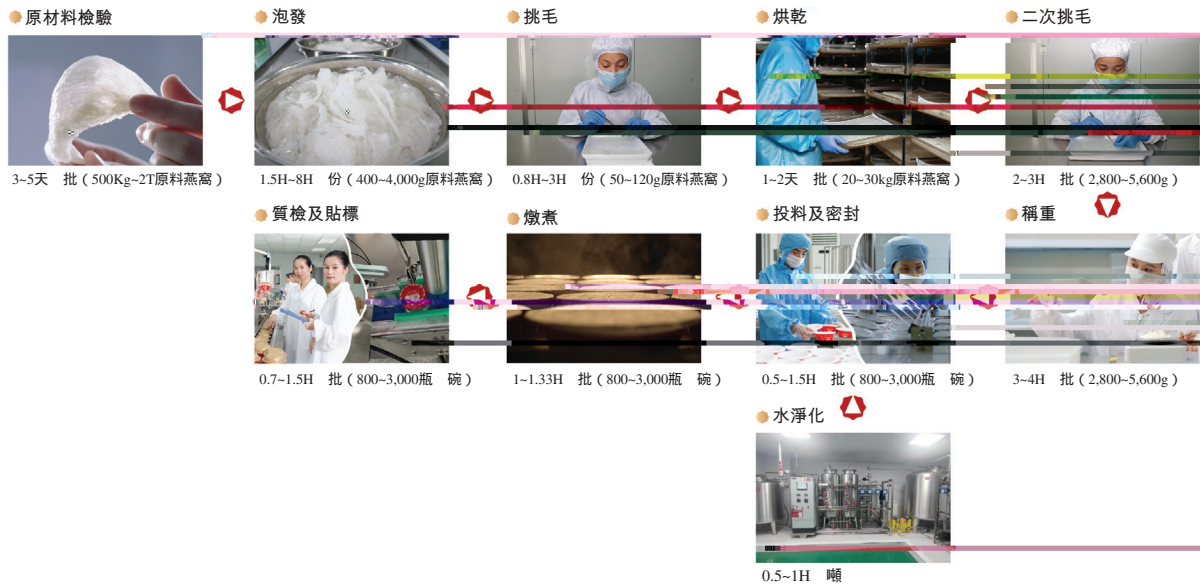 原材料檢驗
3~5天 批（500Kg~2T原料燕窩）
泡發
1.5H~8H 份（400~4,000g原料燕窩）
挑毛
0.8H~3H 份（50~120g原料燕窩）
烘乾
1~2天 批（20~30kg原料燕窩）
二次挑毛
2~3H 批（2,800~5,600g）
質檢及貼標
0.7~1.5H 批（800~3,000瓶 碗）
燉煮
1~1.33H 批（800~3,000瓶 碗）
投料及密封
0.5~1.5H 批（800~3,000瓶 碗）
稱重
3~4H 批（2,800~5,600g）
水淨化
0.5~1H 噸